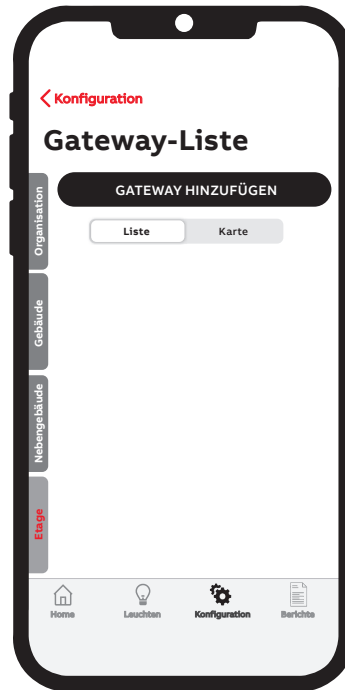 Konfiguration
Gateway-Liste
GATEWAY HINZUFÜGEN
Liste Karte
Organisation
Gebäude
Nebengebäude
Etage
Home Leuchten Konfiguration Berichte